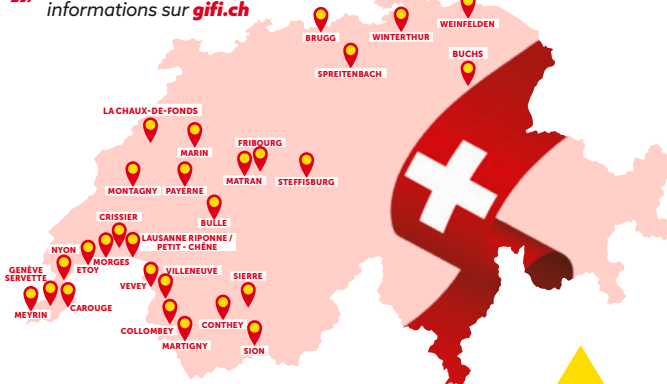 informations sur gifi.ch
BRUGG
WINTERTHUR
WEINFELDEN
SPREITENBACH
BUCHS
LA CHAUX-DE-FONDS
MARIN
FRIBOURG
MONTAGNY
PAYERNE
MATRAN
STEFFISBURG
BULLE
CRISSIER
LAUSANNE RIPONNE /
PETIT - CHÊNE
NYON
MORGES
ETOY
GENÈVE
SERVETTE
VILLENEUVE
VEVEY
SIERRE
MEYRIN
CAROUGE
COLLOMBEY
CONTHEY
MARTIGNY
SION